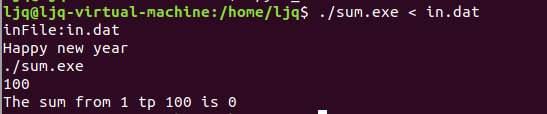 ljq@ljq-virtual-machine:/home/ljq$ ./sum.exe < in.dat
inFile:in.dat
Happy new year
./sum.exe
100
The sum from 1 tp 100 is 0